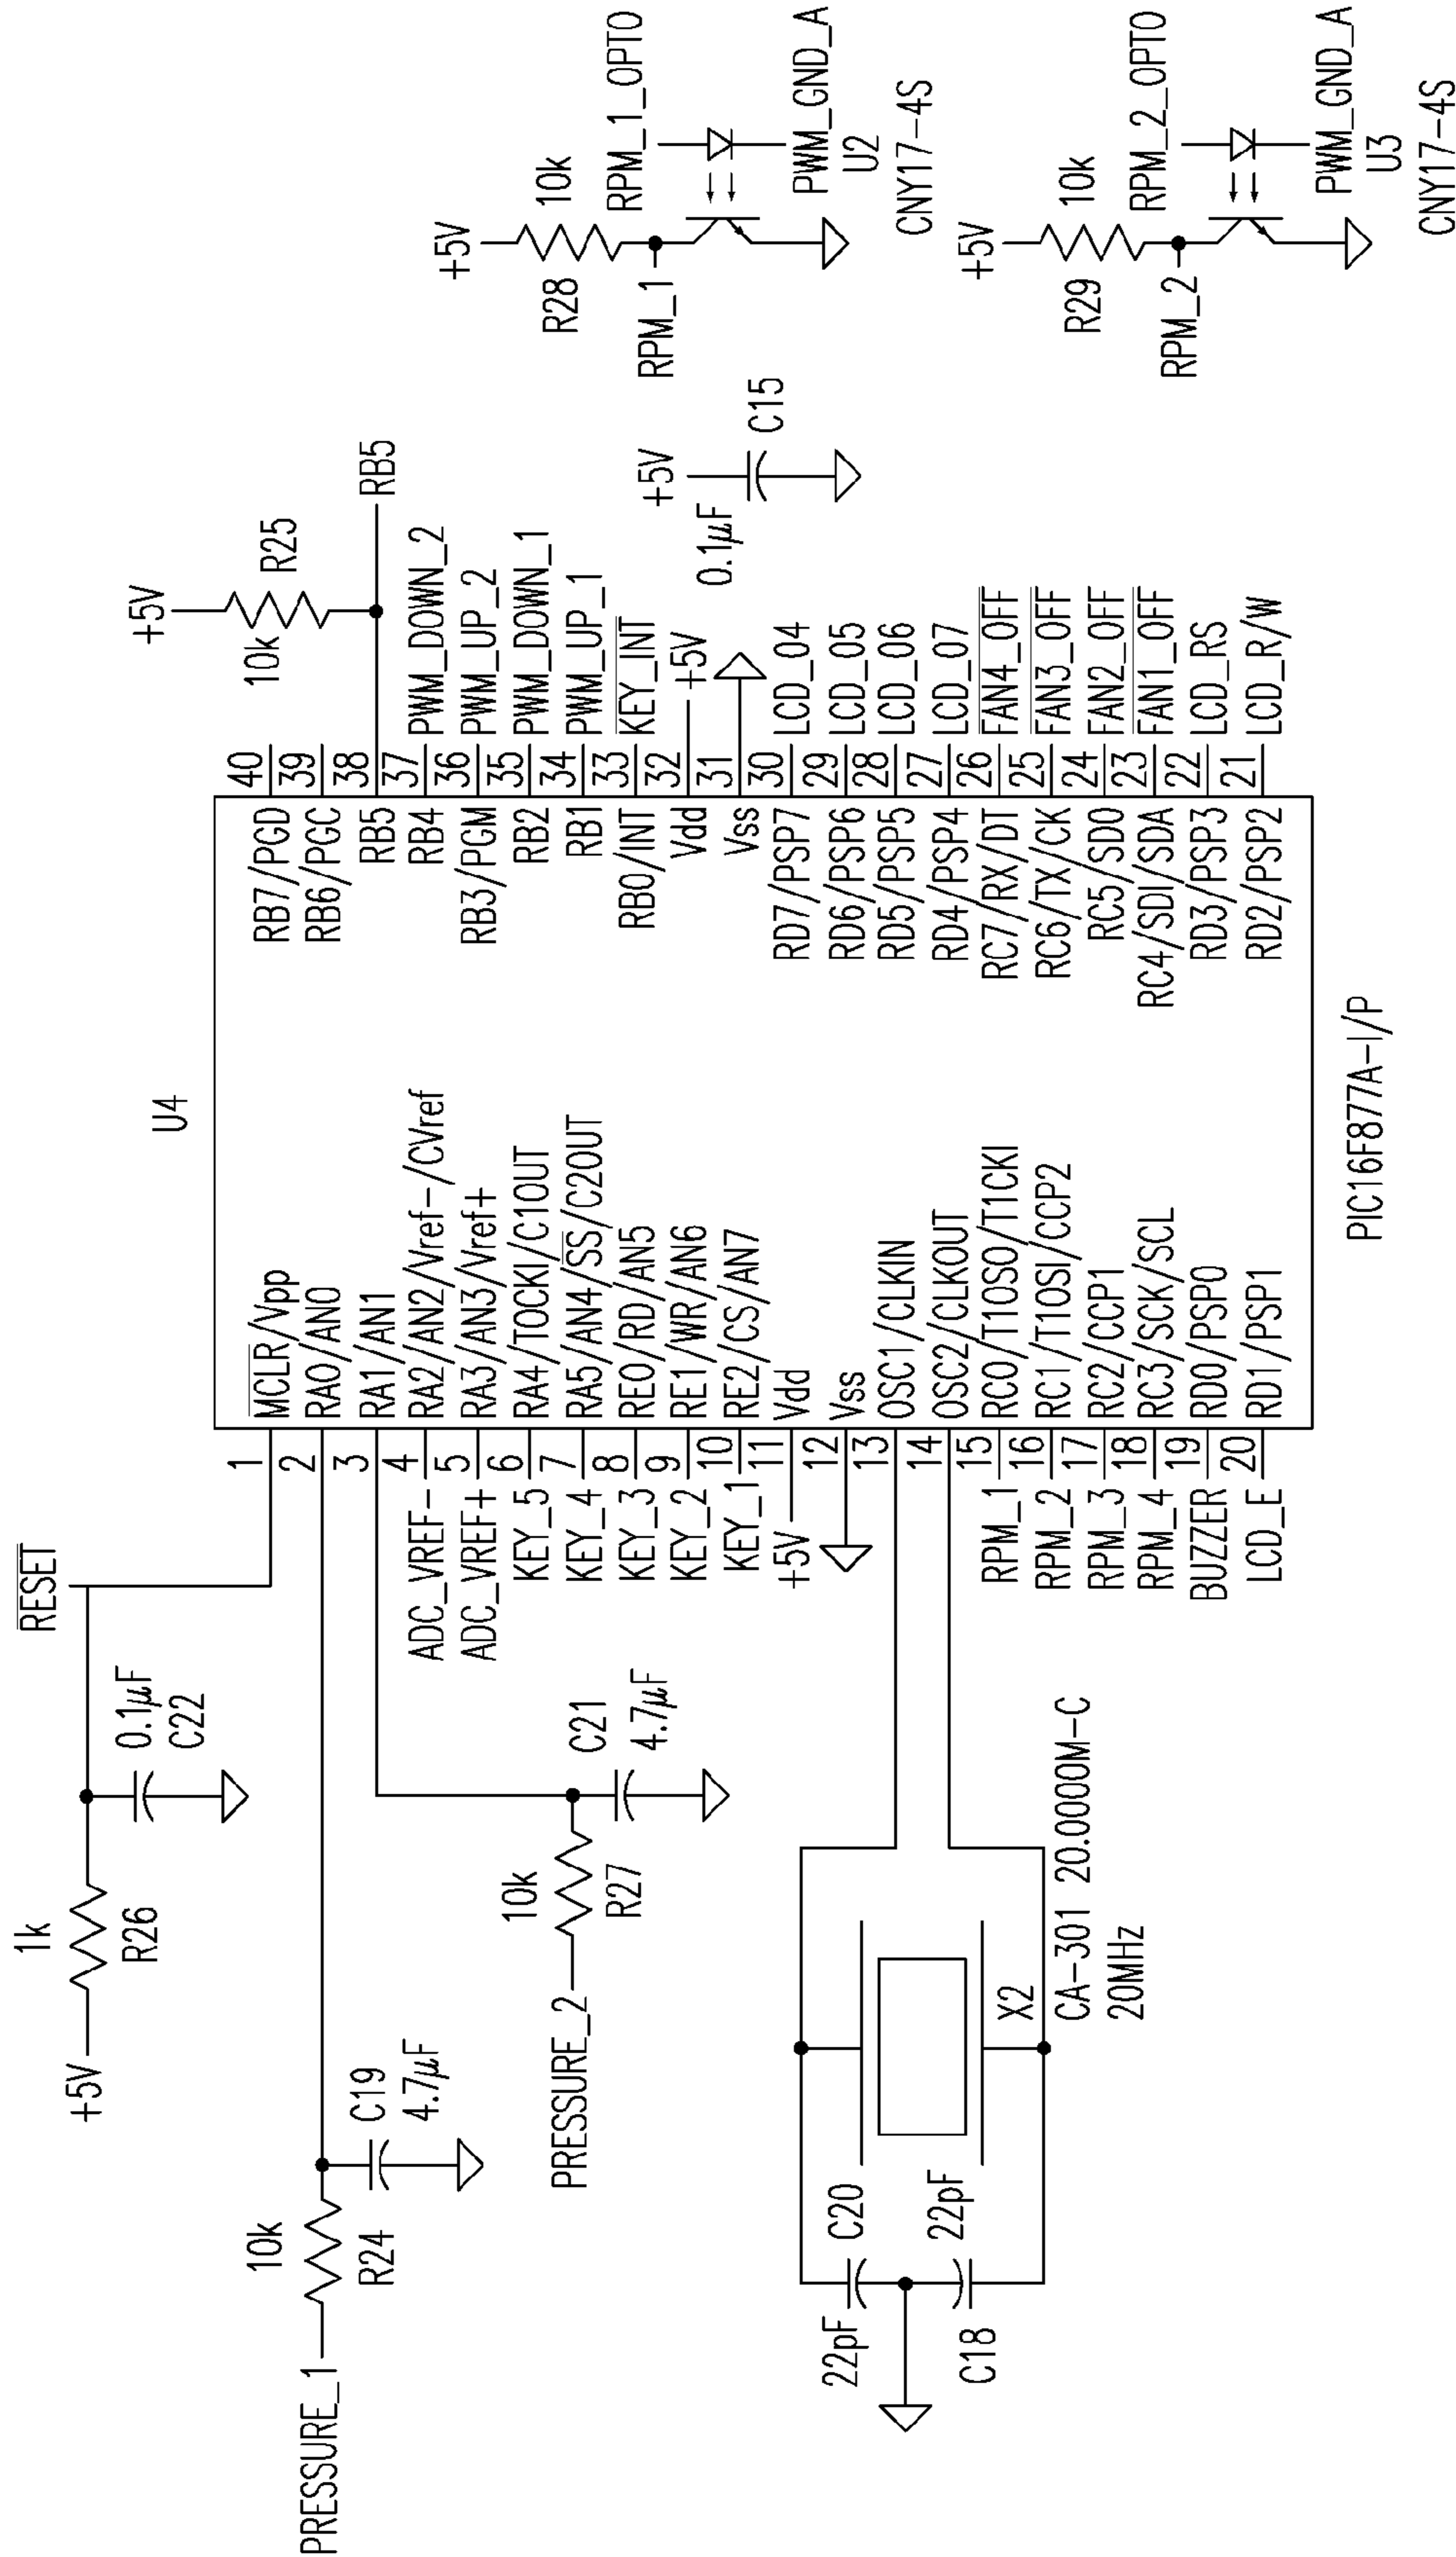 RESET
+5V
1k
R26
0.1μF
C22
PRESSURE_1
10k
R24
C19
4.7μF
PRESSURE_2
10k
R27
C21
4.7μF
22pF
C20
22pF
C18
X2
CA-301 20.0000M-C
20MHz
U4
PIC16F877A-I/P
1 MCLR/Vpp
2 RA0/AN0
3 RA1/AN1
ADC_VREF- 4 RA2/AN2/Vref-/CVref
ADC_VREF+ 5 RA3/AN3/Vref+
KEY_5 6 RA4/TOCKI/C1OUT
KEY_4 7 RA5/AN4/SS/C2OUT
KEY_3 8 RE0/RD/AN5
KEY_2 9 RE1/WR/AN6
KEY_1 10 RE2/CS/AN7
+5V 11 Vdd
12 Vss
13 OSC1/CLKIN
14 OSC2/CLKOUT
RPM_1 15 RC0/T1OSO/T1CKI
RPM_2 16 RC1/T1OSI/CCP2
RPM_3 17 RC2/CCP1
RPM_4 18 RC3/SCK/SCL
BUZZER 19 RD0/PSP0
LCD_E 20 RD1/PSP1
RB7/PGD 40
RB6/PGC 39
RB5 38 RB5
RB4 37 PWM_DOWN_2
RB3/PGM 36 PWM_UP_2
RB2 35 PWM_DOWN_1
RB1 34 PWM_UP_1
RB0/INT 33 KEY_INT
Vdd 32 +5V
Vss 31
RD7/PSP7 30 LCD_04
RD6/PSP6 29 LCD_05
RD5/PSP5 28 LCD_06
RD4/PSP4 27 LCD_07
RC7/RX/DT 26 FAN4_OFF
RC6/TX/CK 25 FAN3_OFF
RC5/SD0 24 FAN2_OFF
RC4/SDI/SDA 23 FAN1_OFF
RD3/PSP3 22 LCD_RS
RD2/PSP2 21 LCD_R/W
+5V
10k
R25
+5V
0.1μF
C15
+5V
R28
10k
RPM_1
RPM_1_OPTO
PWM_GND_A
U2
CNY17-4S
+5V
R29
10k
RPM_2
RPM_2_OPTO
PWM_GND_A
U3
CNY17-4S